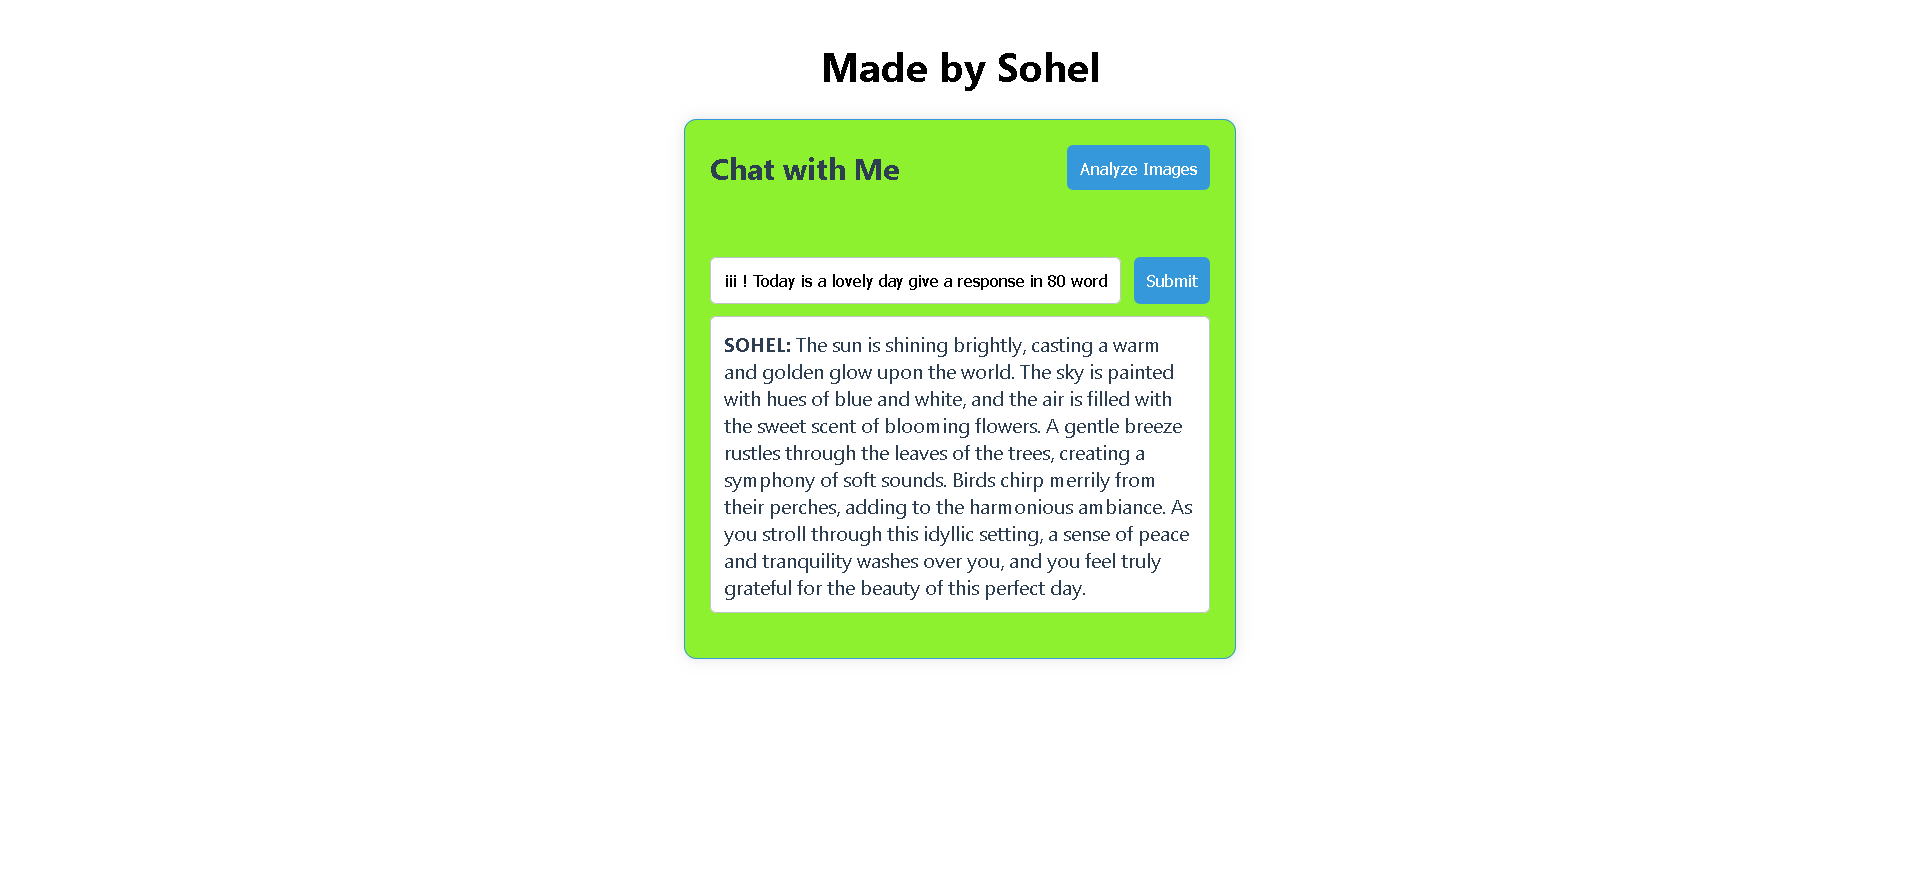 Made by Sohel
Chat with Me
Analyze Images
iii ! Today is a lovely day give a response in 80 word
Submit
SOHEL: The sun is shining brightly, casting a warm
and golden glow upon the world. The sky is painted
with hues of blue and white, and the air is filled with
the sweet scent of blooming flowers. A gentle breeze
rustles through the leaves of the trees, creating a
symphony of soft sounds. Birds chirp merrily from
their perches, adding to the harmonious ambiance. As
you stroll through this idyllic setting, a sense of peace
and tranquility washes over you, and you feel truly
grateful for the beauty of this perfect day.